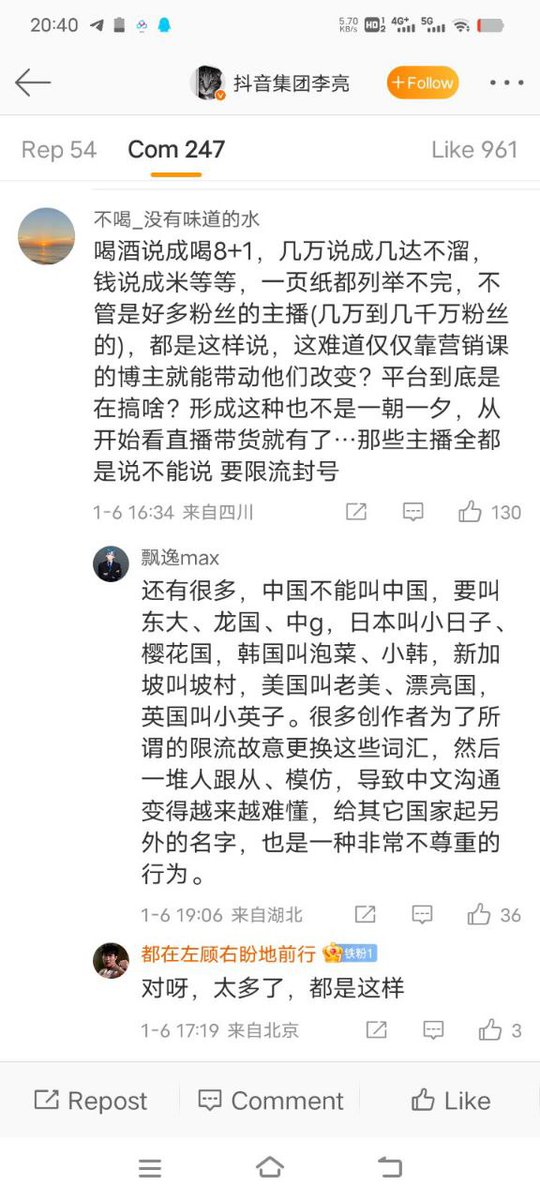 20:40
5.70 KB/s HD 1 2 4G+ 5G
抖音集团李亮
+Follow
Rep 54 Com 247 Like 961
不喝_没有味道的水
喝酒说成喝8+1，几万说成几达不溜，
钱说成米等等，一页纸都列举不完，不
管是好多粉丝的主播(几万到几千万粉丝
的)，都是这样说，这难道仅仅靠营销课
的博主就能带动他们改变？平台到底是
在搞啥？形成这种也不是一朝一夕，从
开始看直播带货就有了…那些主播全都
是说不能说 要限流封号
1-6 16:34 来自四川 130
飘逸max
还有很多，中国不能叫中国，要叫
东大、龙国、中g，日本叫小日子、
樱花国，韩国叫泡菜、小韩，新加
坡叫坡村，美国叫老美、漂亮国，
英国叫小英子。很多创作者为了所
谓的限流故意更换这些词汇，然后
一堆人跟从、模仿，导致中文沟通
变得越来越难懂，给其它国家起另
外的名字，也是一种非常不尊重的
行为。
1-6 19:06 来自湖北 36
都在左顾右盼地前行 铁粉1
对呀，太多了，都是这样
1-6 17:19 来自北京 3
Repost Comment Like